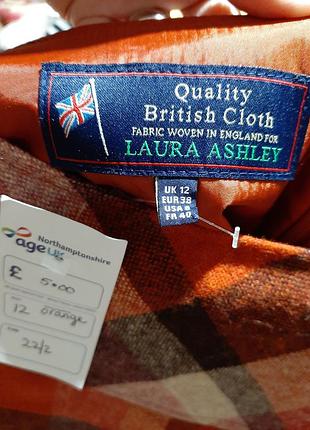 Quality
British Cloth
FABRIC WOVEN IN ENGLAND FOR
LAURA ASHLEY
UK 12
EUR 38
USA 8
FR 40
Northamptonshire
age UK
£ 5.00
12 orange
22/2